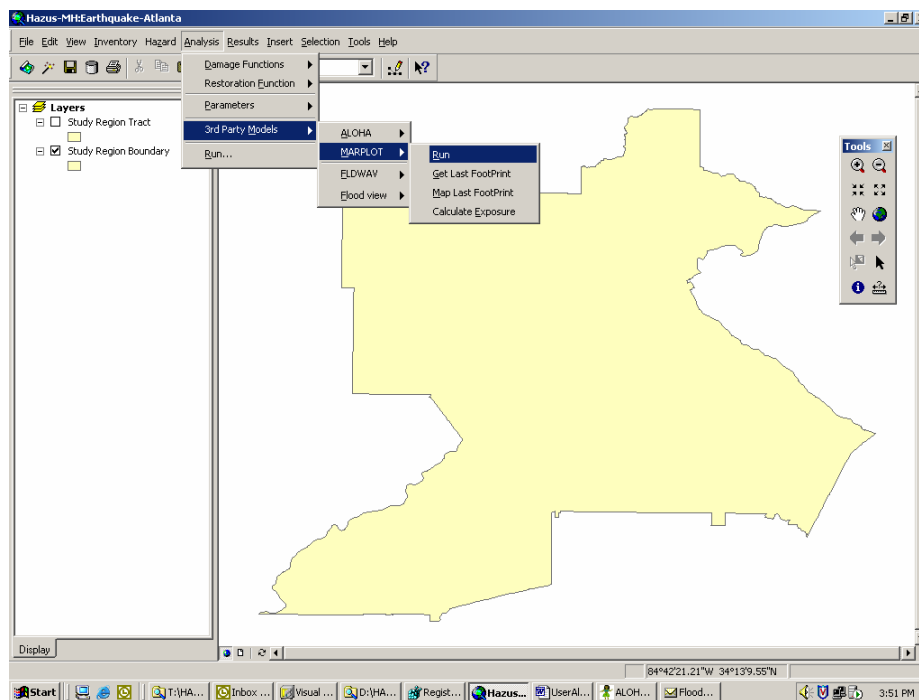 Hazus-MH:Earthquake-Atlanta
File Edit View Inventory Hazard Analysis Results Insert Selection Tools Help
Damage Functions
Restoration Function
Parameters
3rd Party Models
Run...
ALOHA
MARPLOT
FLDWAV
Flood view
Run
Get Last FootPrint
Map Last FootPrint
Calculate Exposure
Layers
Study Region Tract
Study Region Boundary
Tools
Display
84°42'21.21"W 34°13'9.55"N
Start T:\HA... Inbox ... Visual ... D:\HA... Regist... Hazus... UserAl... ALOH... Flood... 3:51 PM